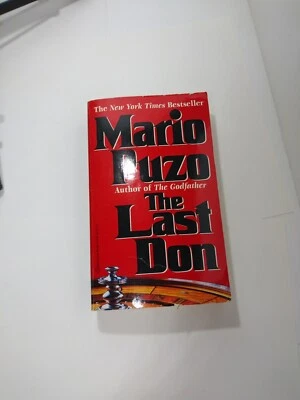 The New York Times Bestseller
Mario
Puzo
Author of The Godfather
The
Last
Don